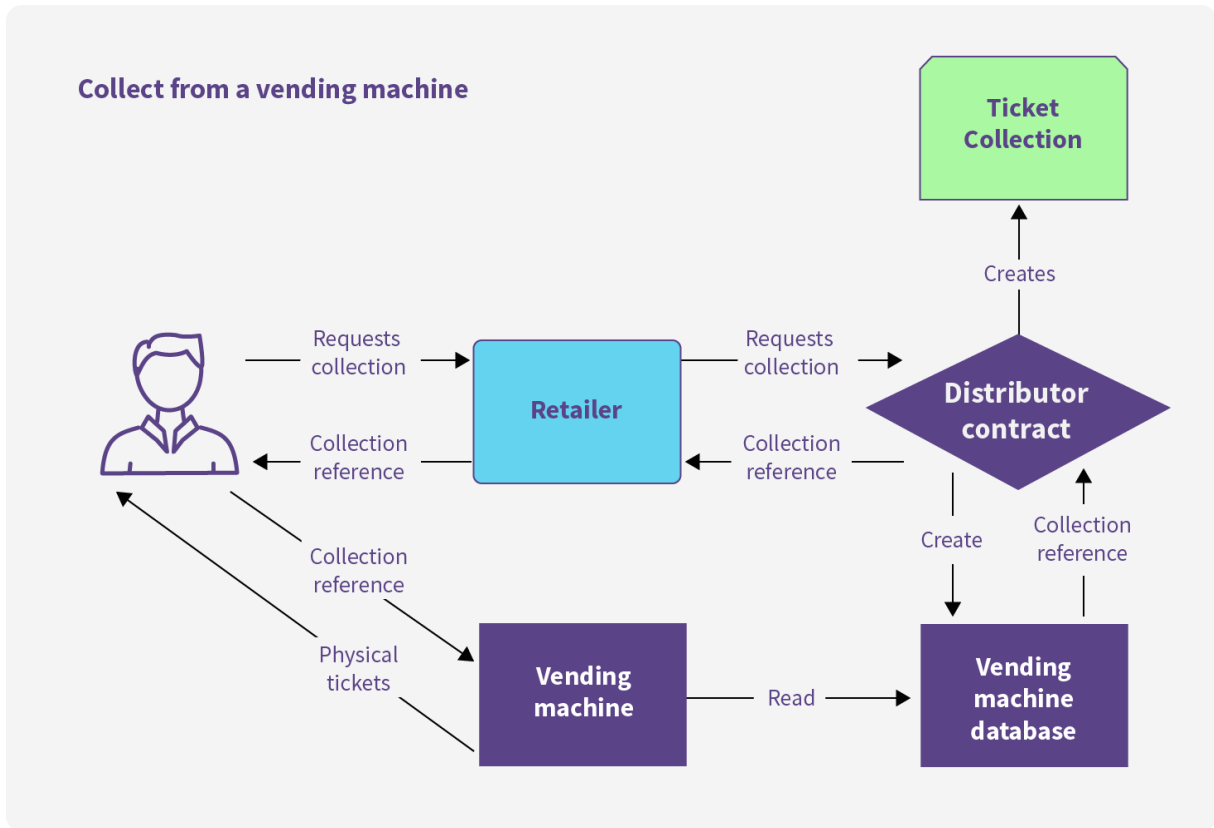 Collect from a vending machine
Ticket
Collection
Creates
Requests
collection
Requests
collection
Retailer
Distributor
contract
Collection
reference
Collection
reference
Create
Collection
reference
Collection
reference
Physical
tickets
Vending
machine
Read
Vending
machine
database